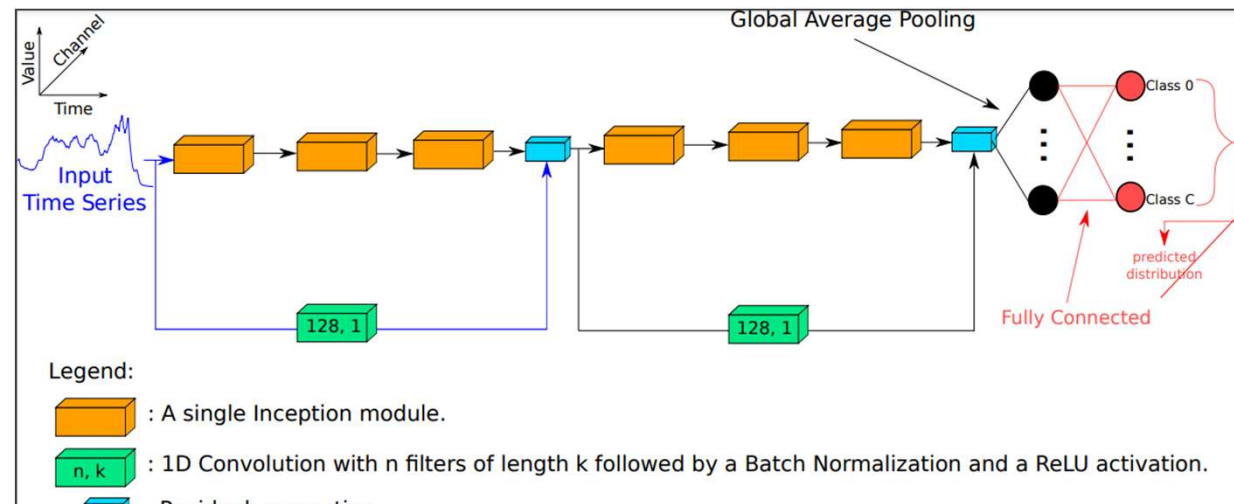 Global Average Pooling
Value
Channel
Time
Input
Time Series
Class 0
Class C
predicted
distribution
128, 1
128, 1
Fully Connected
Legend:
: A single Inception module.
n, k
: 1D Convolution with n filters of length k followed by a Batch Normalization and a ReLU activation.